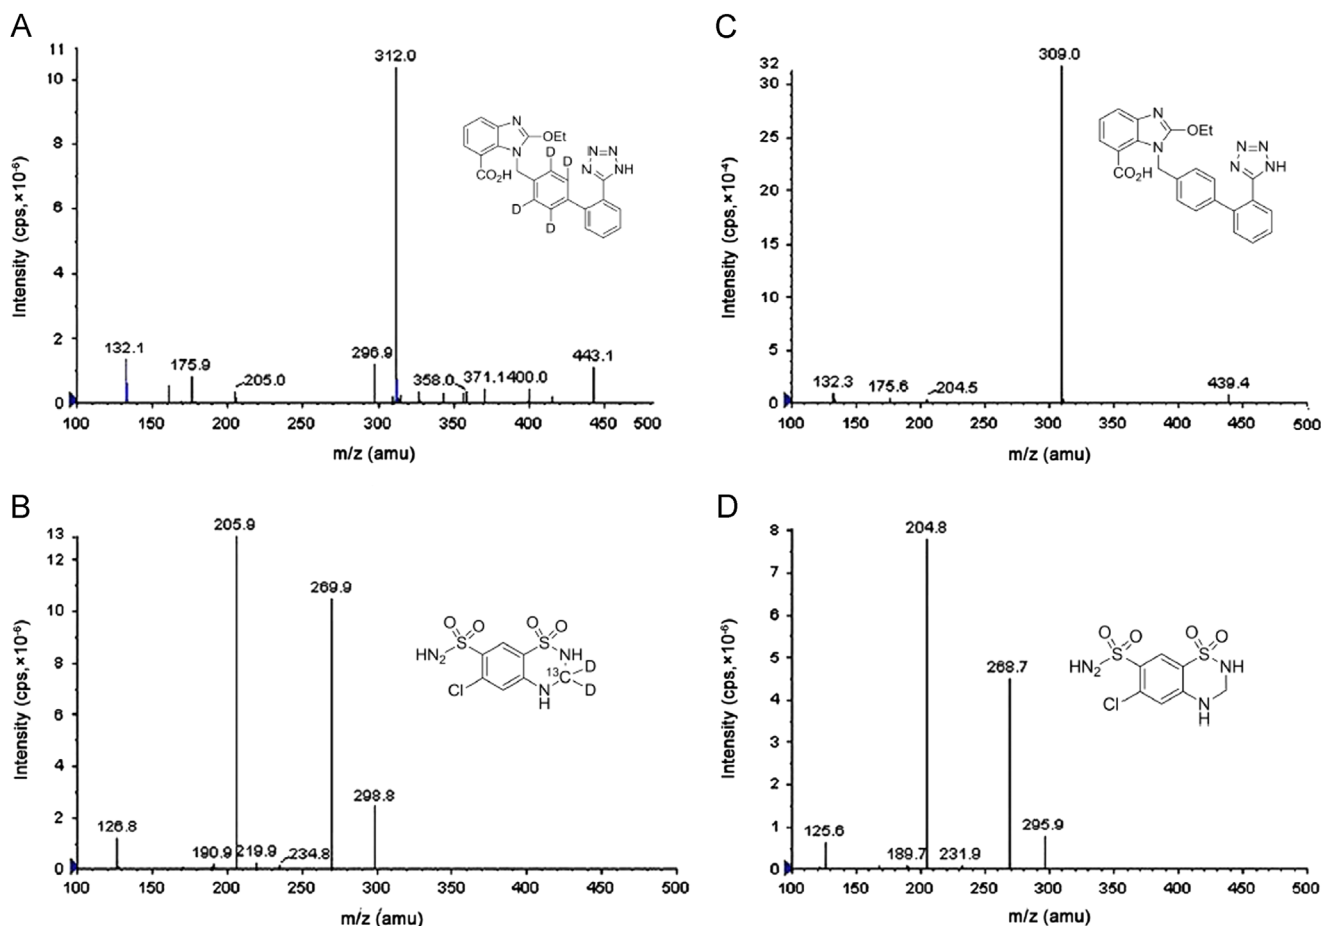 A
11
10
8
6
4
2
0
Intensity (cps,×10⁻⁶)
312.0
132.1
175.9
205.0
296.9
358.0
371.1
400.0
443.1
100 150 200 250 300 350 400 450 500
m/z (amu)
N
OEt
N
CO₂H
D
D
D
D
N=N
N
NH
C
32
30
25
20
15
10
5
0
Intensity (cps,×10⁻⁴)
309.0
132.3
175.6
204.5
439.4
100 150 200 250 300 350 400 450 500
m/z (amu)
N
OEt
N
CO₂H
N=N
N
NH
B
13
12
10
8
6
4
2
0
Intensity (cps,×10⁻⁶)
205.9
269.9
298.8
126.8
190.9
219.9
234.8
100 150 200 250 300 350 400 450 500
m/z (amu)
O O
O O
S
S
H₂N
NH
13
C
D
D
Cl
N
H
D
8
7
6
5
4
3
2
1
0
Intensity (cps,×10⁻⁶)
204.8
268.7
295.9
125.6
189.7
231.9
100 150 200 250 300 350 400 450 500
m/z (amu)
O O
O O
S
S
H₂N
NH
Cl
N
H